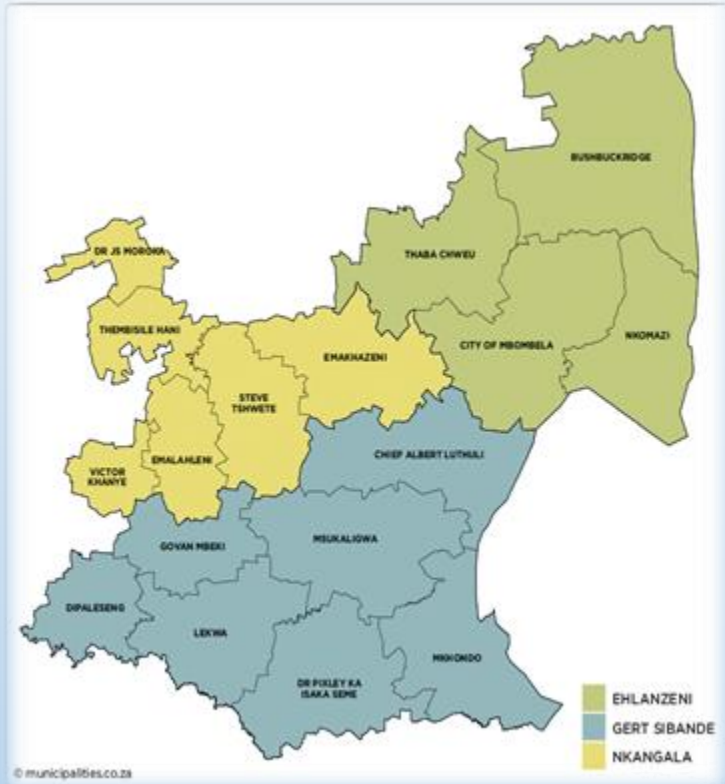 BUSHBUCKRIDGE
THABA CHWEU
DR JS MOROKA
THEMBISILE HANI
NKOMAZI
CITY OF MBOMBELA
EMAKHAZENI
STEVE
TSHWETE
CHIEF ALBERT LUTHULI
EMALAHLENI
VICTOR
KHANYE
MSUKALIGWA
GOVAN MBEKI
DIPALESENG
LEKWA
MKHONDO
DR PIXLEY KA
ISAKA SEME
EHLANZENI
GERT SIBANDE
NKANGALA
© municipalities.co.za